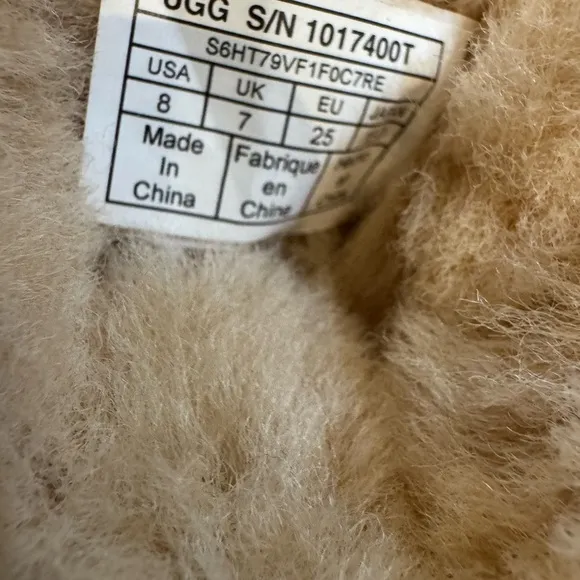 UGG S/N 1017400T
S6HT79VF1F0C7RE
USA UK EU
8 7 25
Made Fabrique
In en
China Chine